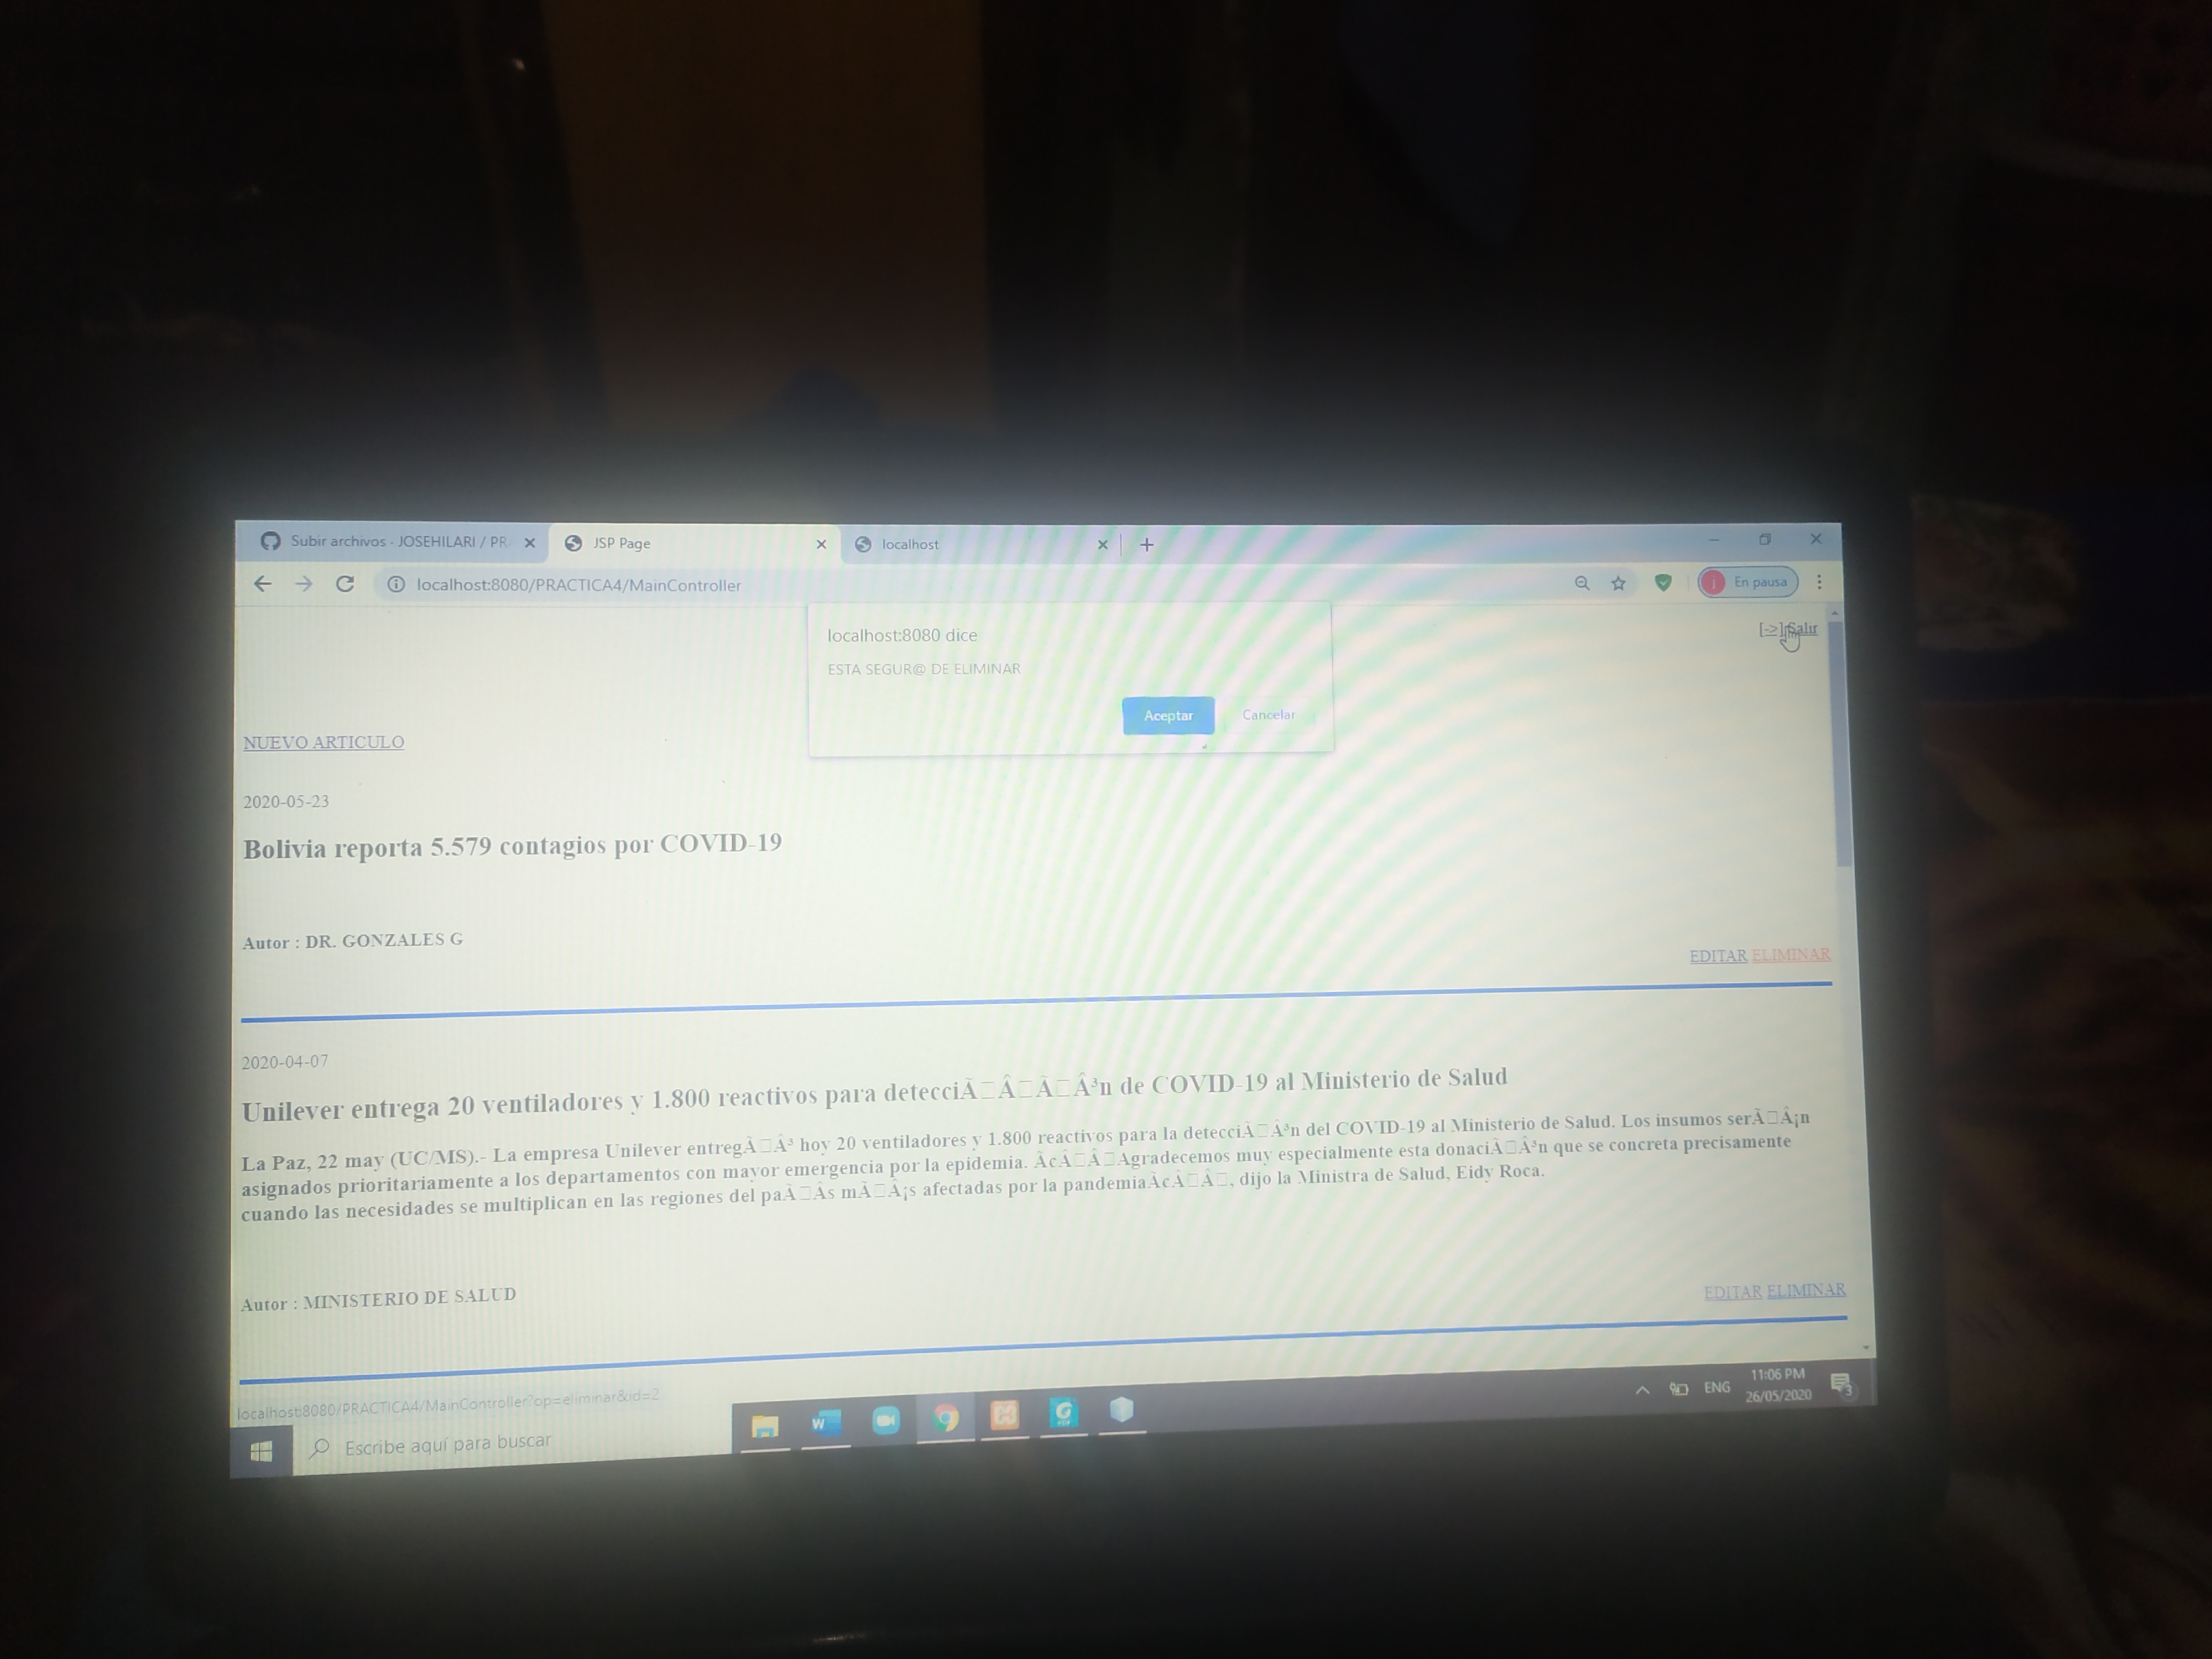 Subir archivos - JOSEHILARI / PR
JSP Page
localhost
localhost:8080/PRACTICA4/MainController
En pausa
localhost:8080 dice
ESTA SEGUR@ DE ELIMINAR
Aceptar
Cancelar
[->]Salir
NUEVO ARTICULO
2020-05-23
Bolivia reporta 5.579 contagios por COVID-19
Autor : DR. GONZALES G
EDITAR ELIMINAR
2020-04-07
Unilever entrega 20 ventiladores y 1.800 reactivos para detecciÃ□Â□Ã□Â³n de COVID-19 al Ministerio de Salud
La Paz, 22 may (UC/MS).- La empresa Unilever entregÃ□Â³ hoy 20 ventiladores y 1.800 reactivos para la detecciÃ□Â³n del COVID-19 al Ministerio de Salud. Los insumos serÃ□Â¡n
asignados prioritariamente a los departamentos con mayor emergencia por la epidemia. Agradecemos muy especialmente esta donaciÃ□Â³n que se concreta precisamente
cuando las necesidades se multiplican en las regiones del paÃ□Âs mÃ□Â¡s afectadas por la pandemia, dijo la Ministra de Salud, Eidy Roca.
Autor : MINISTERIO DE SALUD
EDITAR ELIMINAR
localhost:8080/PRACTICA4/MainController?op=eliminar&id=2
Escribe aquí para buscar
ENG
11:06 PM
26/05/2020
3